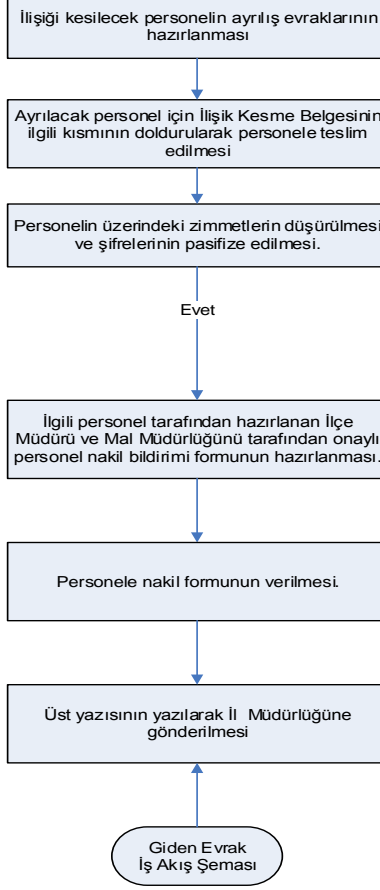 İlişiği kesilecek personelin ayrılış evraklarının
hazırlanması
Ayrılacak personel için İlişik Kesme Belgesinin
ilgili kısmının doldurularak personele teslim
edilmesi
Personelin üzerindeki zimmetlerin düşürülmesi
ve şifrelerinin pasifize edilmesi.
Evet
İlgili personel tarafından hazırlanan İlçe
Müdürü ve Mal Müdürlüğünü tarafından onaylı
personel nakil bildirimi formunun hazırlanması.
Personele nakil formunun verilmesi.
Üst yazısının yazılarak İl Müdürlüğüne
gönderilmesi
Giden Evrak
İş Akış Şeması